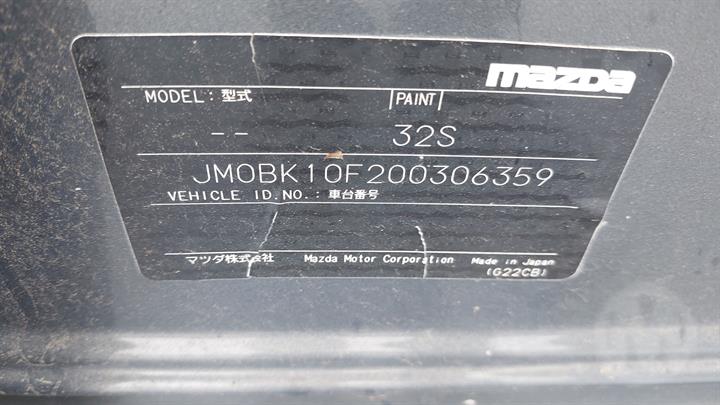 mazda
MODEL: 型式 |PAINT|
-- 32S
JM0BK10F200306359
VEHICLE ID.NO.: 車台番号
マツダ株式会社 Mazda Motor Corporation Made in Japan
(G22CB)